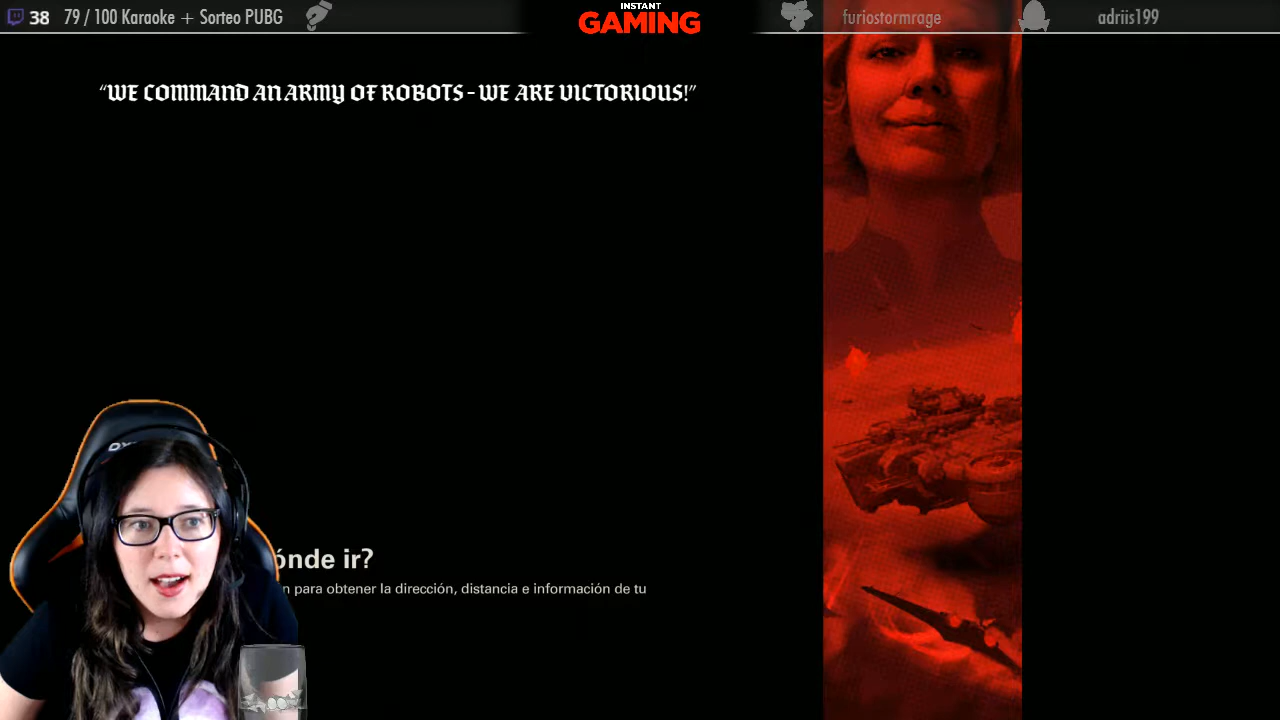 38
79 / 100 Karaoke + Sorteo PUBG
INSTANT
GAMING
furiostormrage
adriis199
“WE COMMAND AN ARMY OF ROBOTS - WE ARE VICTORIOUS!”
ónde ir?
n para obtener la dirección, distancia e información de tu